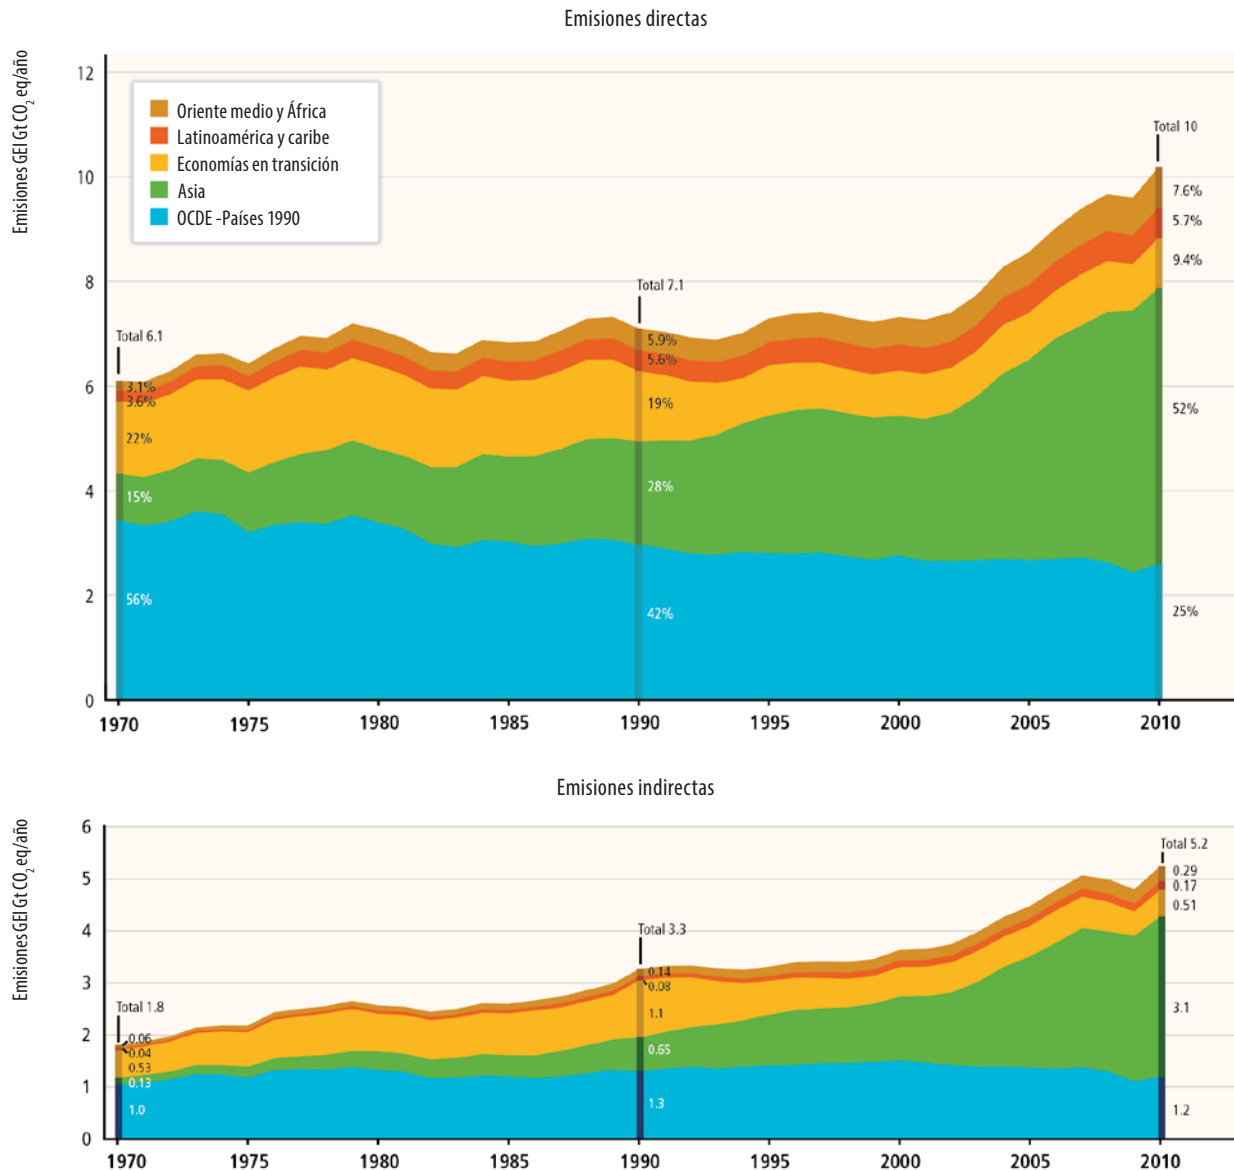 Emisiones directas
Emisiones GEI Gt CO2 eq/año
12
10
8
6
4
2
0
Oriente medio y África
Latinoamérica y caribe
Economías en transición
Asia
OCDE -Países 1990
Total 6.1
3.1%
3.6%
22%
15%
56%
Total 7.1
5.9%
5.6%
19%
28%
42%
Total 10
7.6%
5.7%
9.4%
52%
25%
1970 1975 1980 1985 1990 1995 2000 2005 2010
Emisiones indirectas
Emisiones GEI Gt CO2 eq/año
6
5
4
3
2
1
0
Total 1.8
0.06
0.04
0.53
0.13
1.0
Total 3.3
0.14
0.08
1.1
0.65
1.3
Total 5.2
0.29
0.17
0.51
3.1
1.2
1970 1975 1980 1985 1990 1995 2000 2005 2010